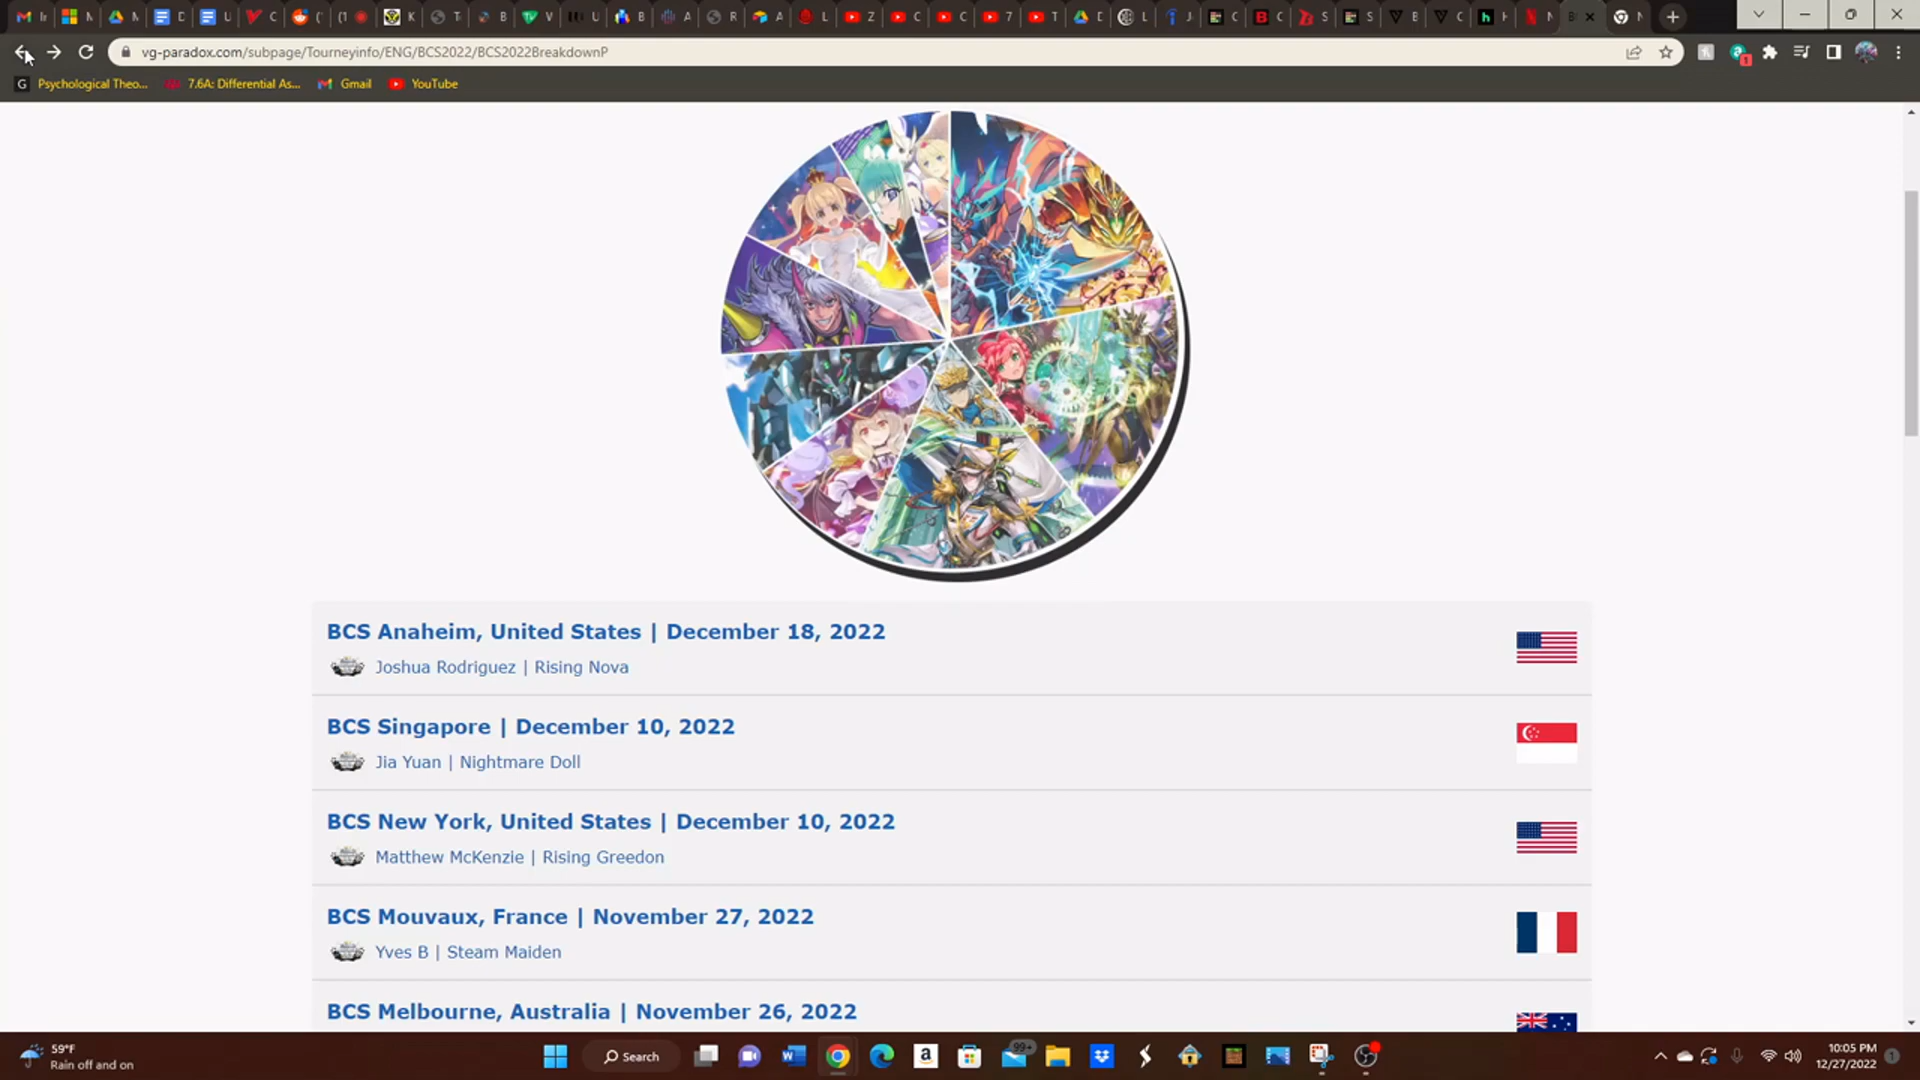 vg-paradox.com/subpage/Tourneyinfo/ENG/BCS2022/BCS2022BreakdownP
1
Psychological Theo...
7.6A: Differential As...
Gmail
YouTube
BCS Anaheim, United States | December 18, 2022
Joshua Rodriguez | Rising Nova
BCS Singapore | December 10, 2022
Jia Yuan | Nightmare Doll
BCS New York, United States | December 10, 2022
Matthew McKenzie | Rising Greedon
BCS Mouvaux, France | November 27, 2022
Yves B | Steam Maiden
BCS Melbourne, Australia | November 26, 2022
59°F
Rain off and on
Search
99+
10:05 PM
12/27/2022
1